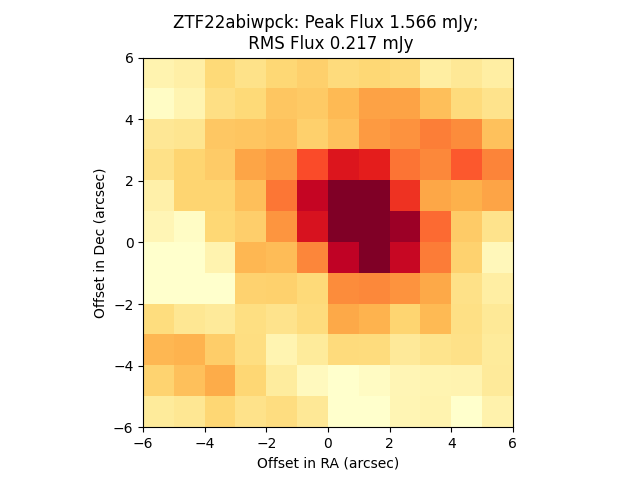 ZTF22abiwpck: Peak Flux 1.566 mJy;
RMS Flux 0.217 mJy
6
4
2
0
−2
−4
−6
Offset in Dec (arcsec)
−6 −4 −2 0 2 4 6
Offset in RA (arcsec)